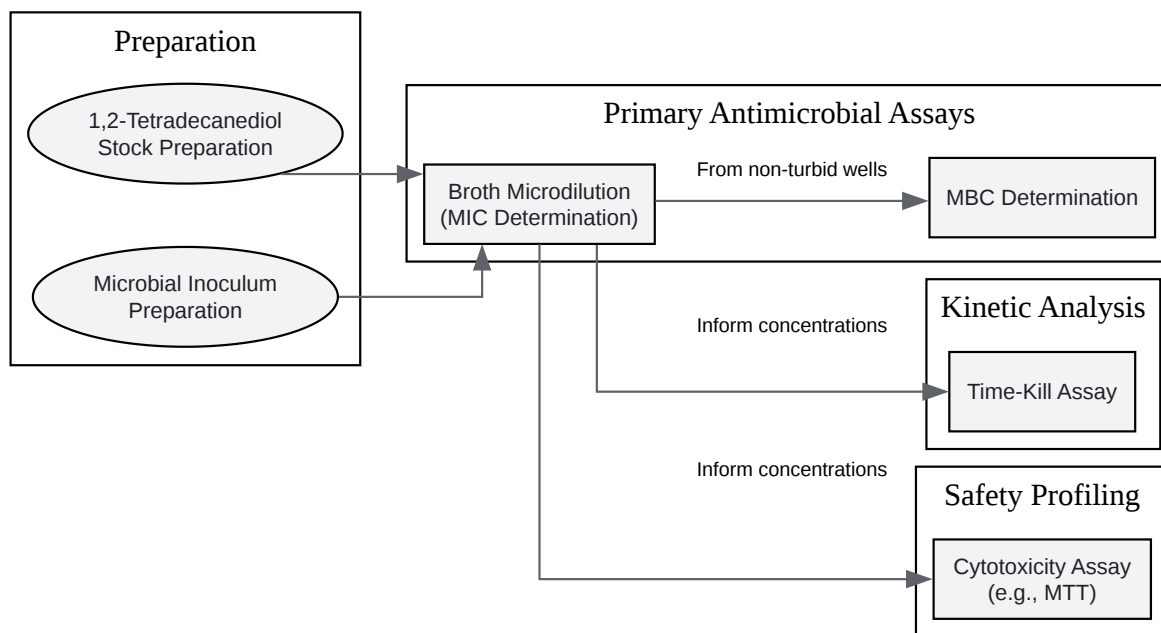 Preparation
1,2-Tetradecanediol
Stock Preparation
Microbial Inoculum
Preparation
Primary Antimicrobial Assays
Broth Microdilution
(MIC Determination)
From non-turbid wells
MBC Determination
Kinetic Analysis
Inform concentrations
Time-Kill Assay
Inform concentrations
Safety Profiling
Cytotoxicity Assay
(e.g., MTT)